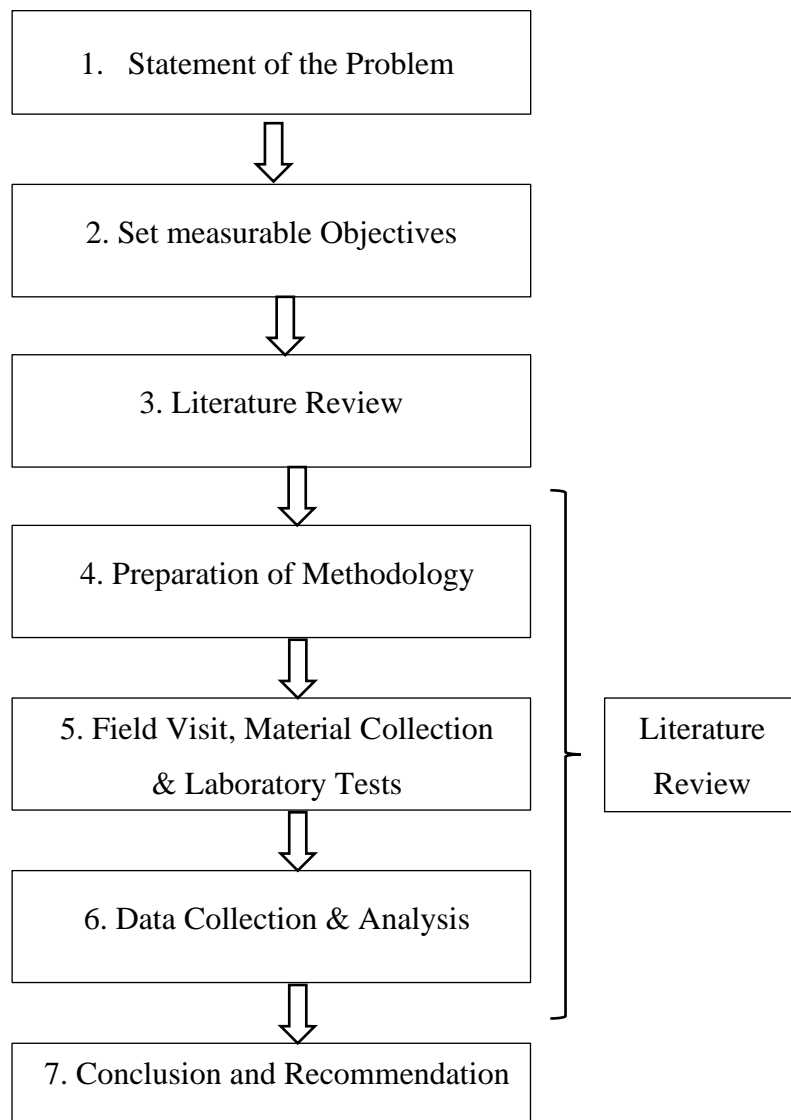 1. Statement of the Problem
2. Set measurable Objectives
3. Literature Review
4. Preparation of Methodology
5. Field Visit, Material Collection
& Laboratory Tests
Literature
Review
6. Data Collection & Analysis
7. Conclusion and Recommendation